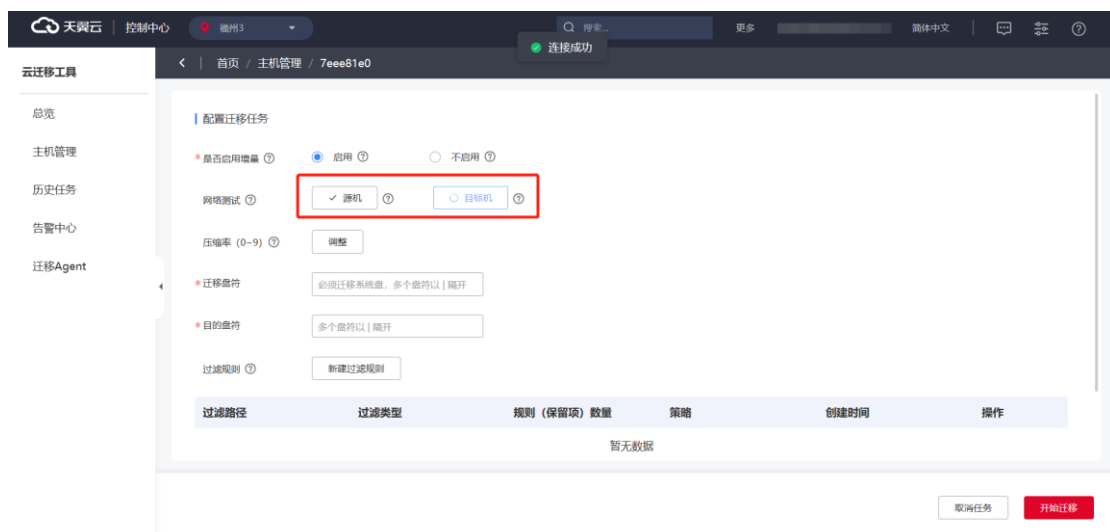 天翼云 控制中心 福州3 搜索... 更多 简体中文
连接成功
云迁移工具
首页 / 主机管理 / 7eee81e0
总览
主机管理
历史任务
告警中心
迁移Agent
配置迁移任务
* 是否启用增量 启用 不启用
网络测试 源机 目标机
压缩率 (0-9) 调整
* 迁移盘符 必须迁移系统盘, 多个盘符以 | 隔开
* 目的盘符 多个盘符以 | 隔开
过滤规则 新建过滤规则
过滤路径 过滤类型 规则 (保留项) 数量 策略 创建时间 操作
暂无数据
取消任务 开始迁移